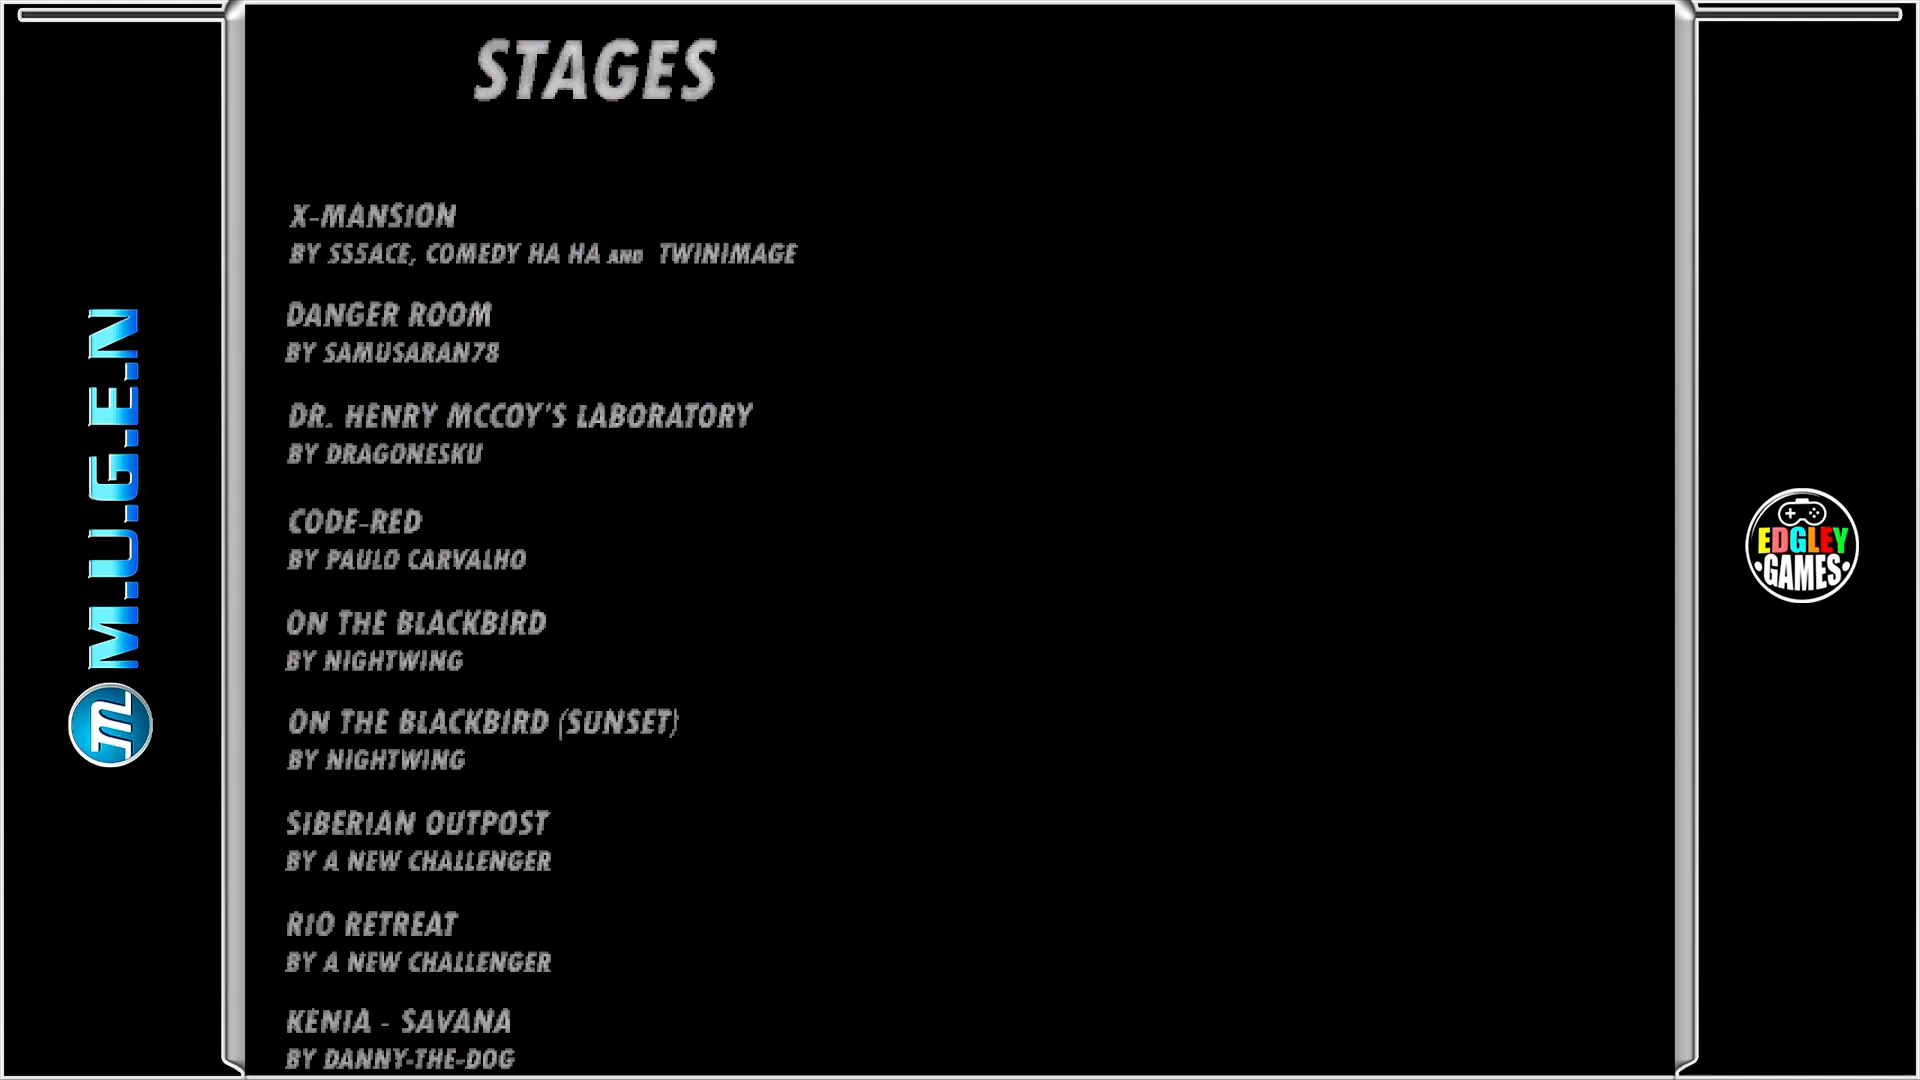 STAGES
X-MANSION
BY SS5ACE, COMEDY HA HA AND TWINIMAGE
DANGER ROOM
BY SAMUSARAN78
DR. HENRY MCCOY'S LABORATORY
BY DRAGONESKU
CODE-RED
BY PAULO CARVALHO
ON THE BLACKBIRD
BY NIGHTWING
ON THE BLACKBIRD (SUNSET)
BY NIGHTWING
SIBERIAN OUTPOST
BY A NEW CHALLENGER
RIO RETREAT
BY A NEW CHALLENGER
KENIA - SAVANA
BY DANNY-THE-DOG
M M.U.G.E.N
EDGLEY
GAMES